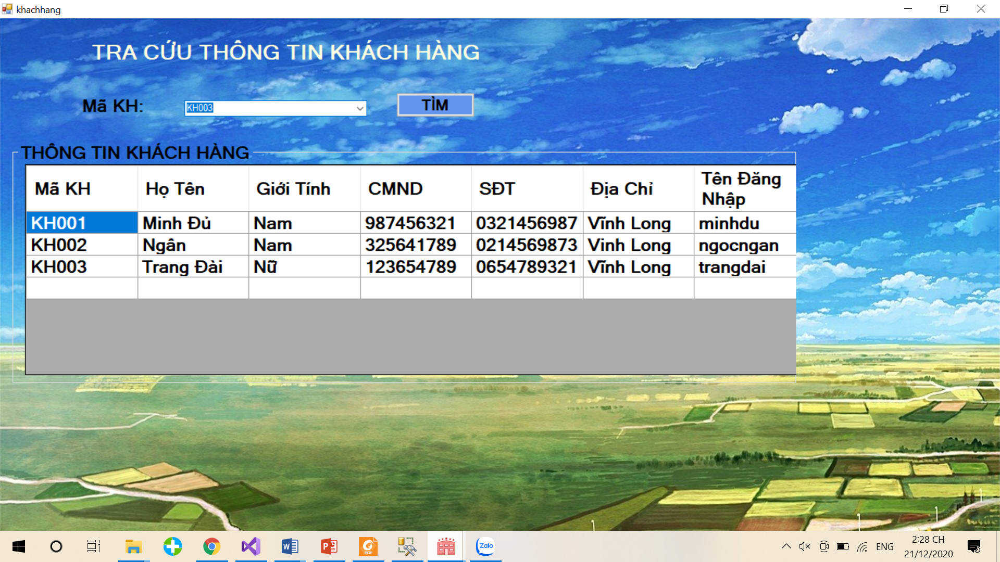 khachhang
TRA CỨU THÔNG TIN KHÁCH HÀNG
Mã KH:
KH003
TÌM
THÔNG TIN KHÁCH HÀNG
Mã KH Họ Tên Giới Tính CMND SĐT Địa Chỉ Tên Đăng Nhập
KH001 Minh Đủ Nam 987456321 0321456987 Vĩnh Long minhdu
KH002 Ngân Nam 325641789 0214569873 Vinh Long ngocngan
KH003 Trang Đài Nữ 123654789 0654789321 Vĩnh Long trangdai
PDF
Zalo
ENG
2:28 CH
21/12/2020